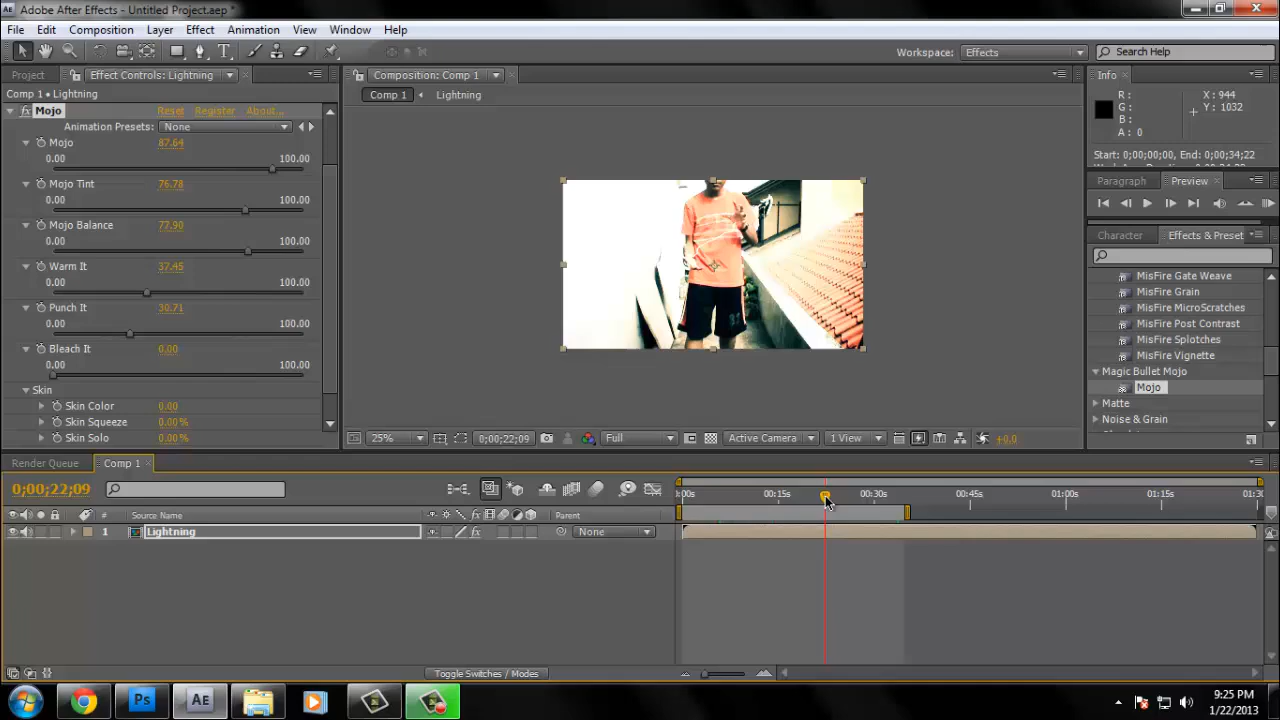 Adobe After Effects - Untitled Project.aep *
File Edit Composition Layer Effect Animation View Window Help
Workspace: Effects Search Help
Project Effect Controls: Lightning Composition: Comp 1 Info
Comp 1 • Lightning
Comp 1 Lightning
R:
G:
B:
A: 0
X: 944
Y: 1032
Start: 0;00;00;00, End: 0;00;34;22
Mojo Reset Register About...
Animation Presets: None
Mojo 87.64
0.00 100.00
Mojo Tint 76.78
0.00 100.00
Mojo Balance 77.90
0.00 100.00
Warm It 37.45
0.00 100.00
Punch It 30.71
0.00 100.00
Bleach It 0.00
0.00 100.00
Skin
Skin Color 0.00
Skin Squeeze 0.00%
Skin Solo 0.00%
25% 0;00;22;09 Full Active Camera 1 View +0.0
Paragraph Preview
Character Effects & Preset
MisFire Gate Weave
MisFire Grain
MisFire MicroScratches
MisFire Post Contrast
MisFire Splotches
MisFire Vignette
Magic Bullet Mojo
Mojo
Matte
Noise & Grain
Render Queue Comp 1
0;00;22;09
:00s 00:15s 00:30s 00:45s 01:00s 01:15s 01:30
# Source Name Parent
1 Lightning None
Toggle Switches / Modes
Ps AE
9:25 PM
1/22/2013